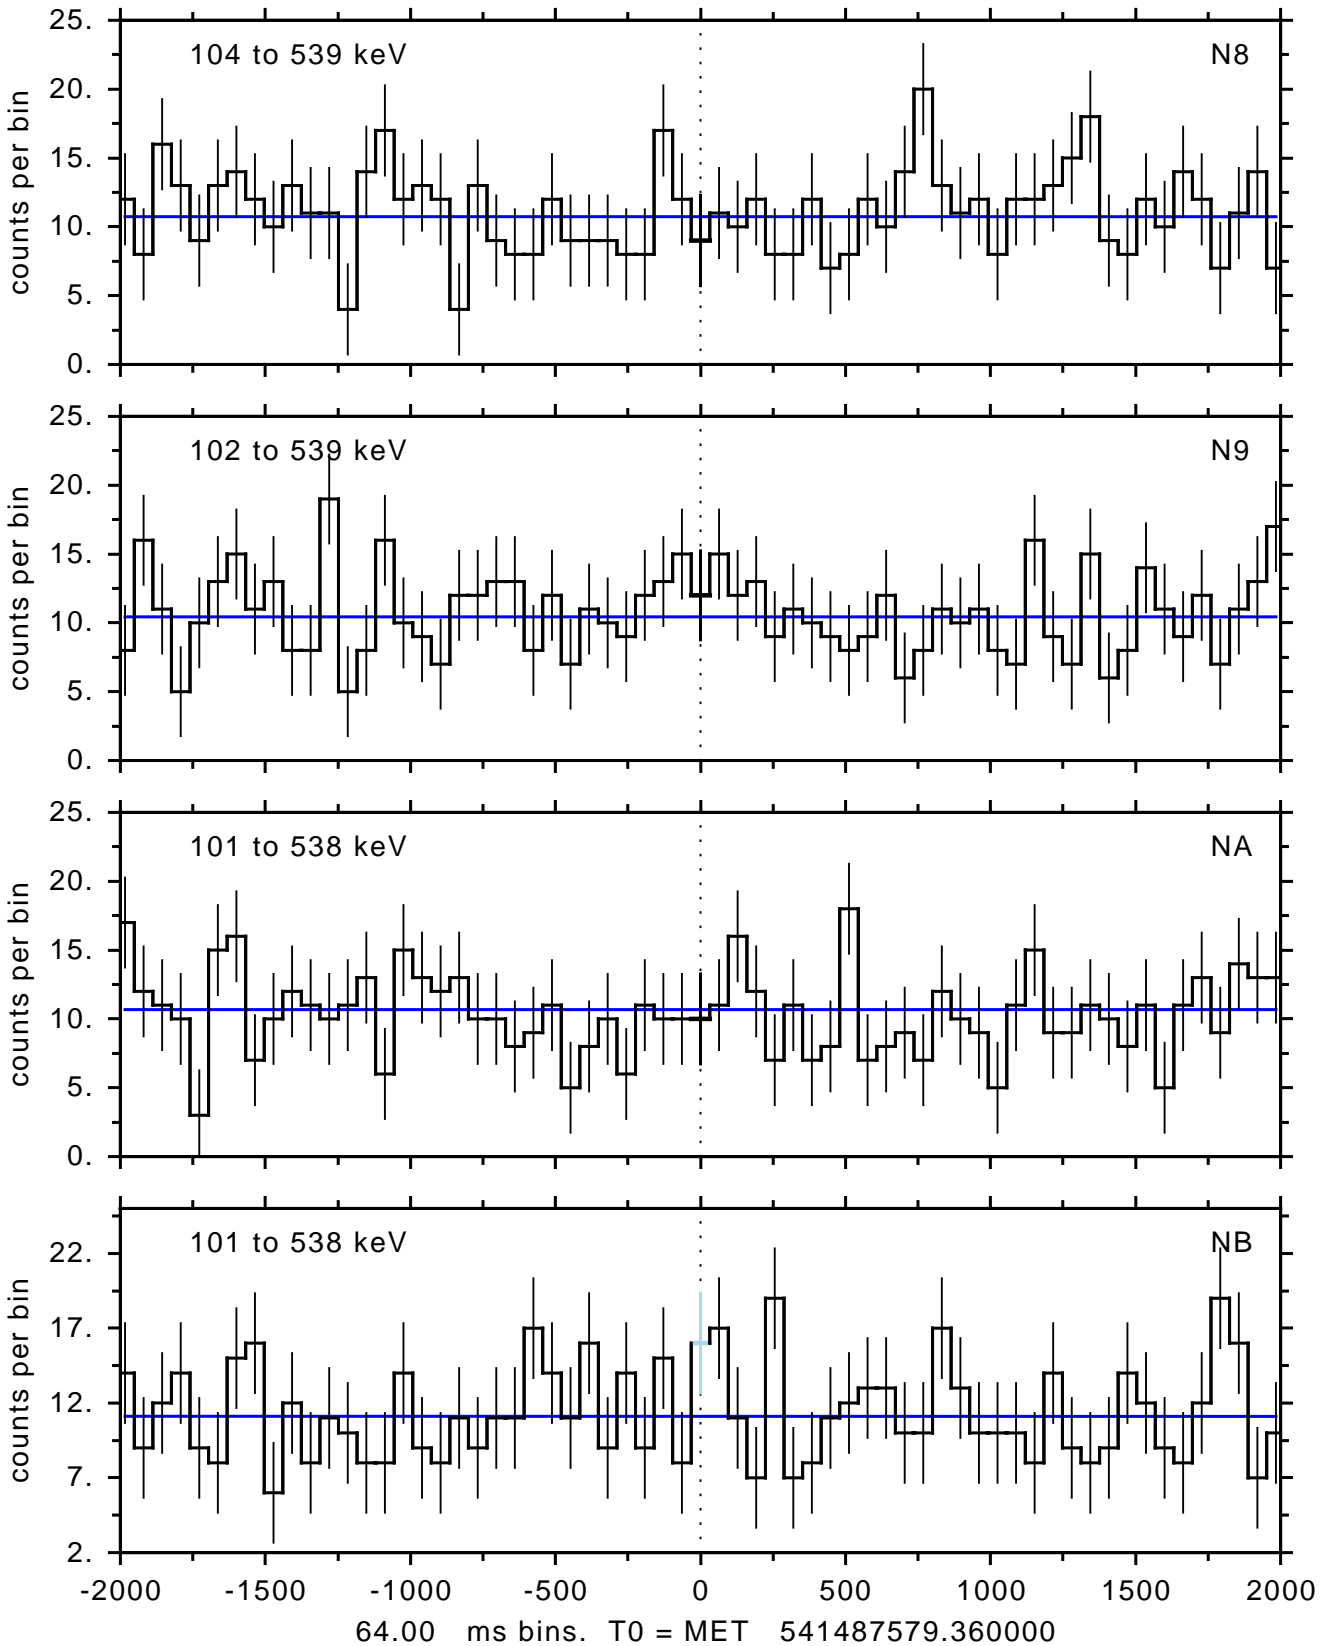 25.
104 to 539 keV N8
20.
15.
10.
5.
0.
counts per bin
25.
102 to 539 keV N9
20.
15.
10.
5.
0.
counts per bin
25.
101 to 538 keV NA
20.
15.
10.
5.
0.
counts per bin
101 to 538 keV NB
22.
17.
12.
7.
2.
counts per bin
-2000 -1500 -1000 -500 0 500 1000 1500 2000
64.00 ms bins. T0 = MET 541487579.360000